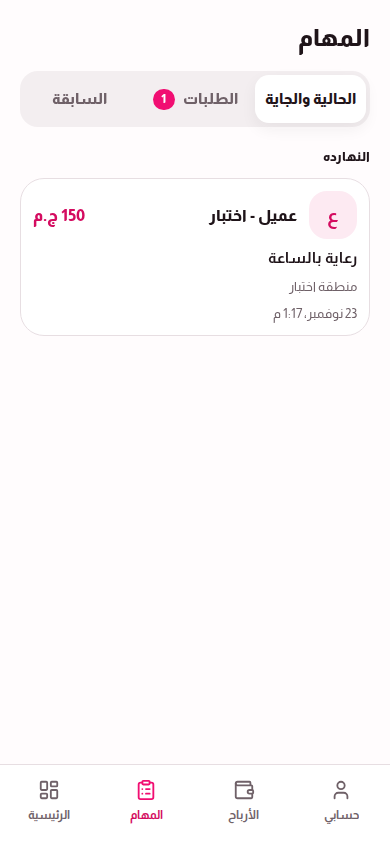 المهام
الحالية والجاية
الطلبات 1
السابقة
النهارده
ع
عميل - اختبار
150 ج.م
رعاية بالساعة
منطقة اختبار
23 نوفمبر، 1:17 م
حسابي
الأرباح
المهام
الرئيسية